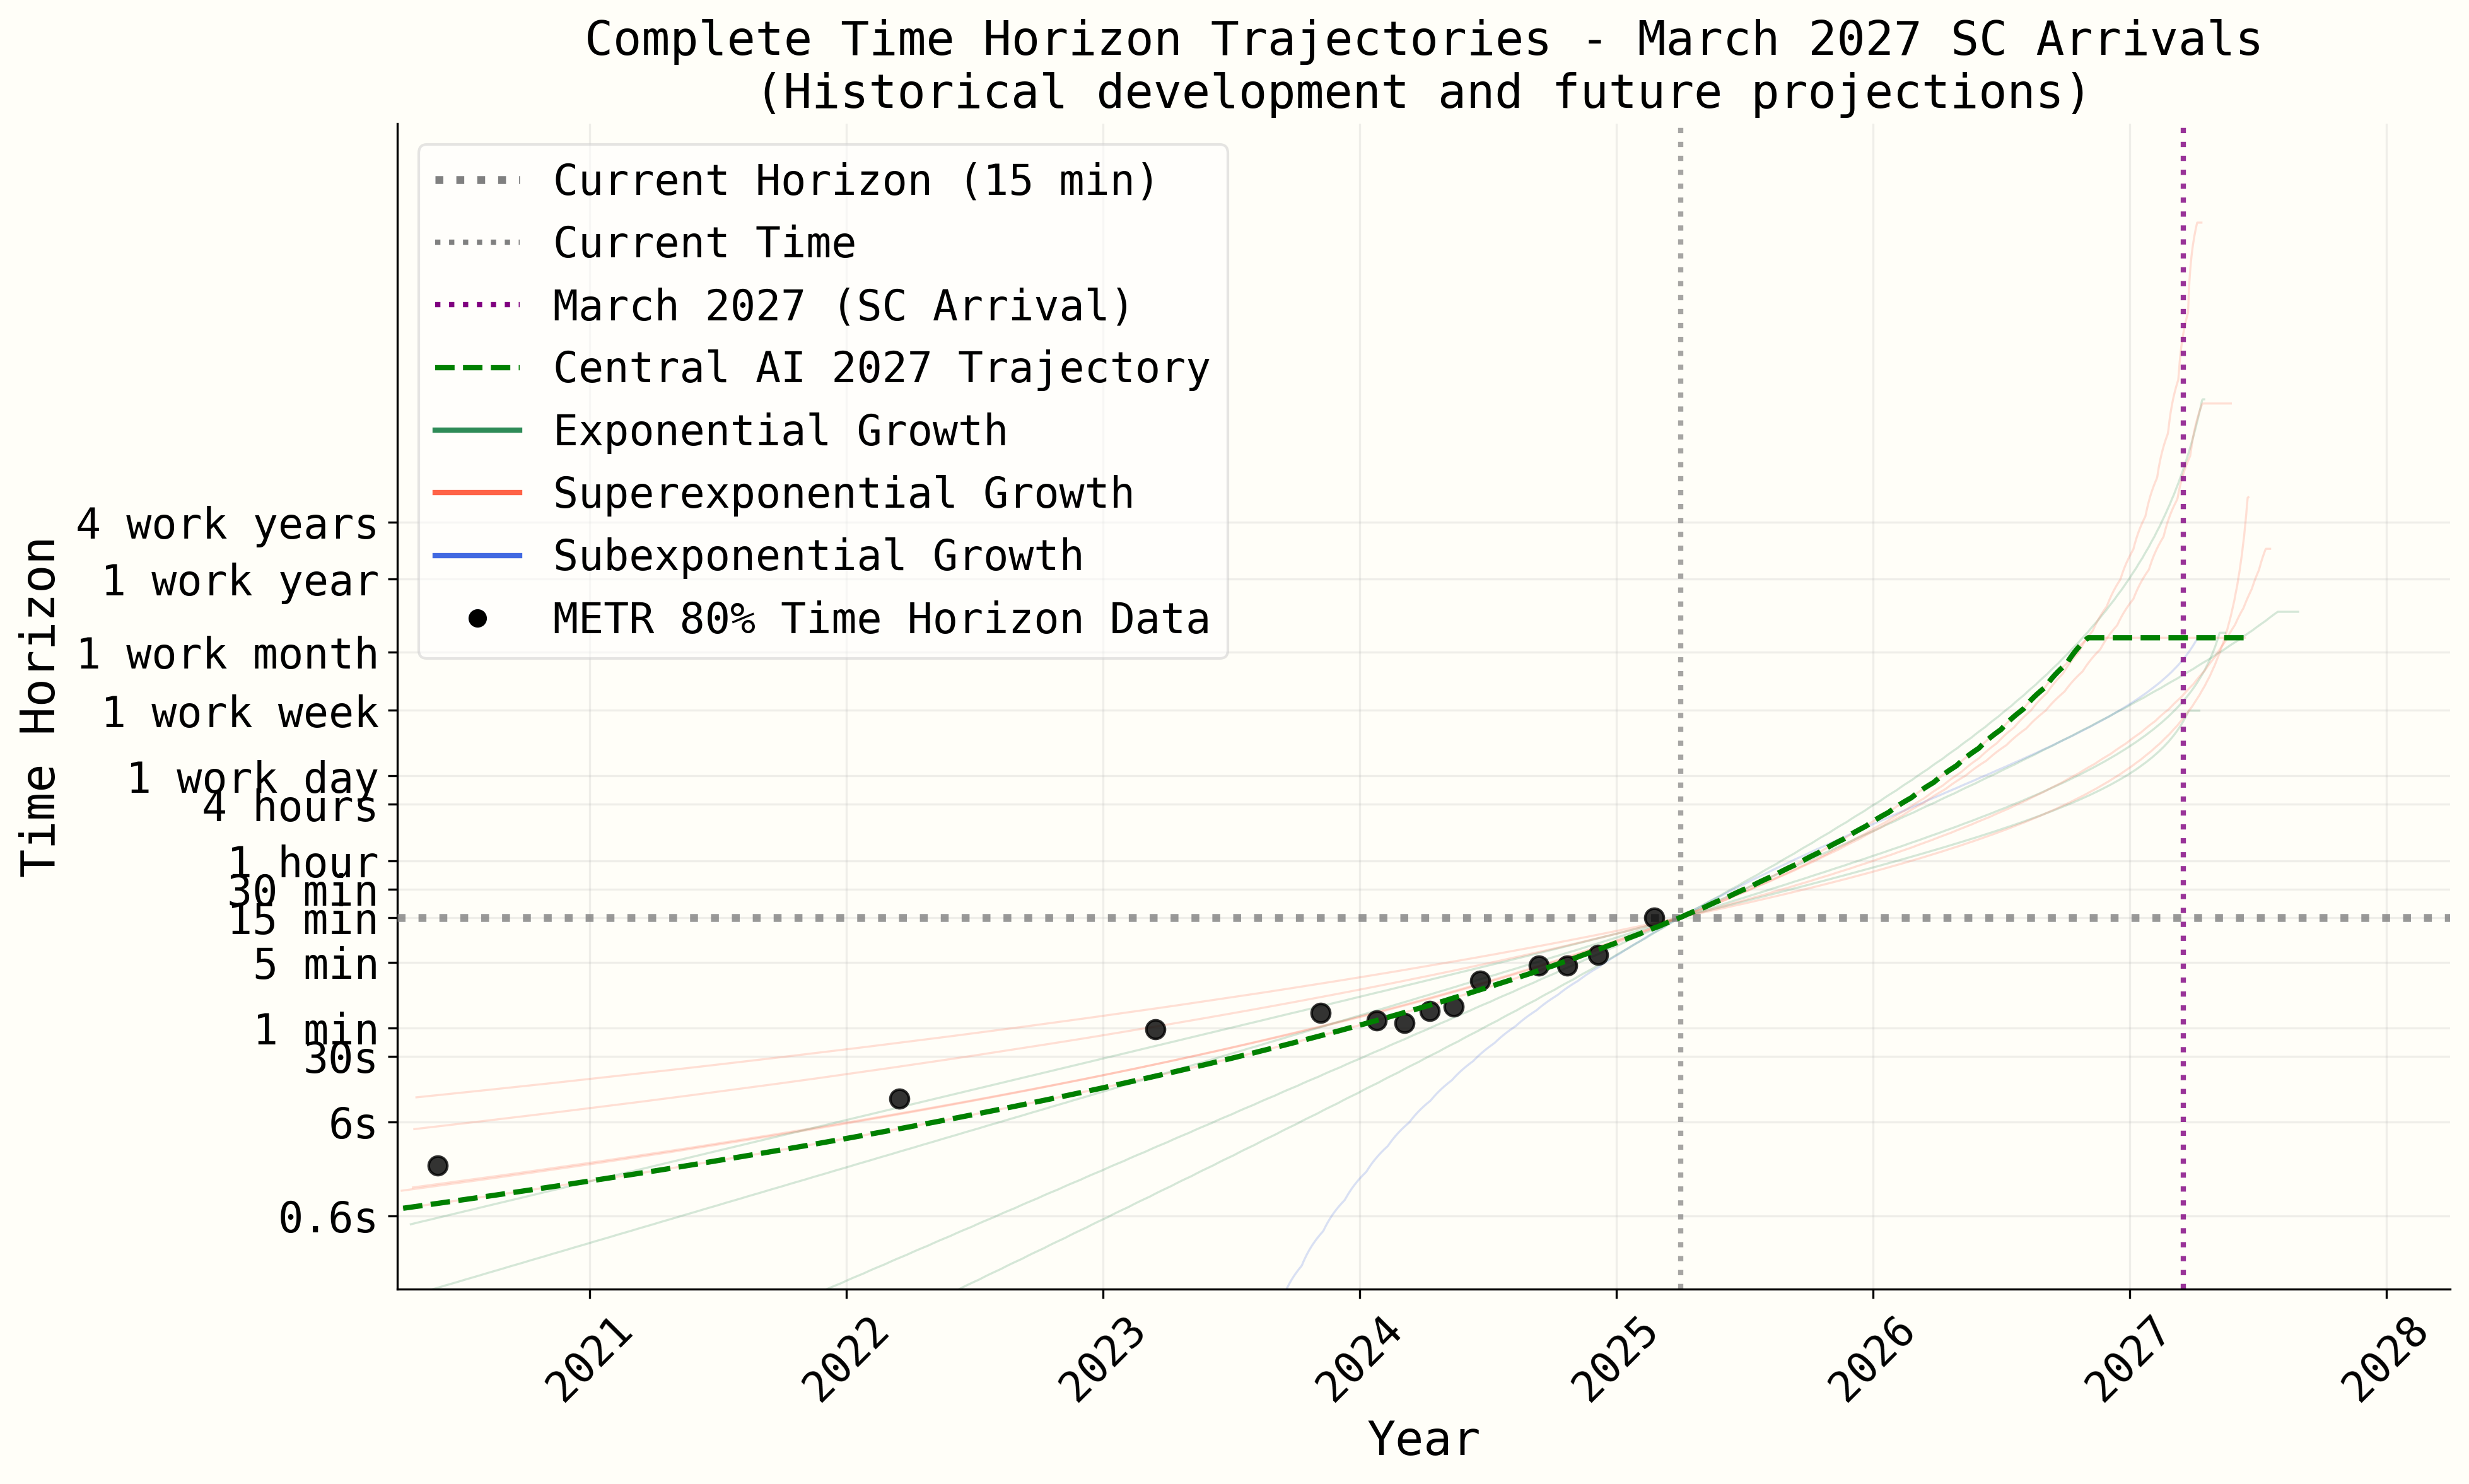 Complete Time Horizon Trajectories - March 2027 SC Arrivals
(Historical development and future projections)
Current Horizon (15 min)
Current Time
March 2027 (SC Arrival)
Central AI 2027 Trajectory
Exponential Growth
Superexponential Growth
Subexponential Growth
METR 80% Time Horizon Data
Time Horizon
4 work years
1 work year
1 work month
1 work week
1 work day
4 hours
1 hour
30 min
15 min
5 min
1 min
30s
6s
0.6s
2021
2022
2023
2024
2025
2026
2027
2028
Year